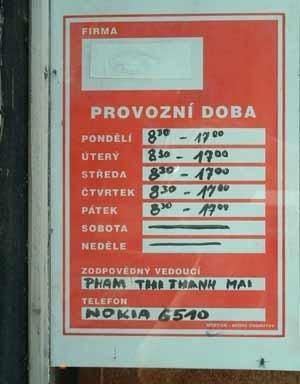 FIRMA
PROVOZNÍ DOBA
PONDĚLÍ 8³⁰ - 17⁰⁰
ÚTERÝ 8³⁰ - 17⁰⁰
STŘEDA 8³⁰ - 17⁰⁰
ČTVRTEK 8³⁰ - 17⁰⁰
PÁTEK 8³⁰ - 17⁰⁰
SOBOTA
NEDĚLE
ZODPOVĚDNÝ VEDOUCÍ
PHAM THI THANH MAI
TELEFON
NOKIA 6510